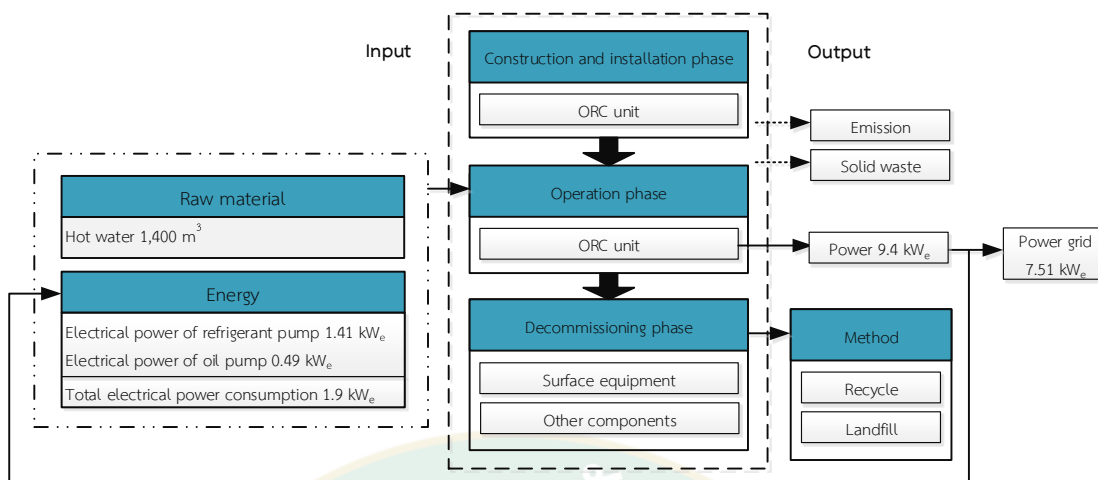 Input
Output
Construction and installation phase
ORC unit
Emission
Solid waste
Raw material
Hot water 1,400 m³
Operation phase
ORC unit
Power 9.4 kWₑ
Power grid
7.51 kWₑ
Energy
Electrical power of refrigerant pump 1.41 kWₑ
Electrical power of oil pump 0.49 kWₑ
Total electrical power consumption 1.9 kWₑ
Decommissioning phase
Surface equipment
Other components
Method
Recycle
Landfill